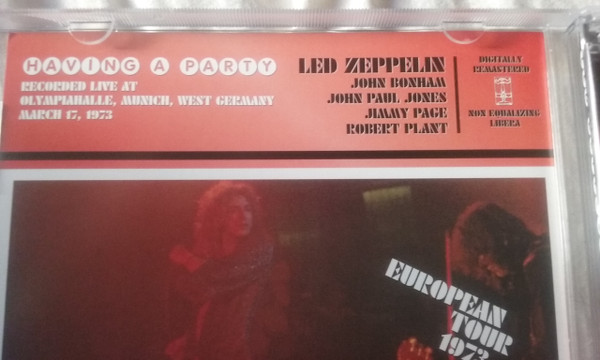 HAVING A PARTY
RECORDED LIVE AT
OLYMPIAHALLE, MUNICH, WEST GERMANY
MARCH 17, 1973
LED ZEPPELIN
JOHN BONHAM
JOHN PAUL JONES
JIMMY PAGE
ROBERT PLANT
DIGITALLY
REMASTERED
NON EQUALIZING
LIBERA
EUROPEAN
TOUR
1973